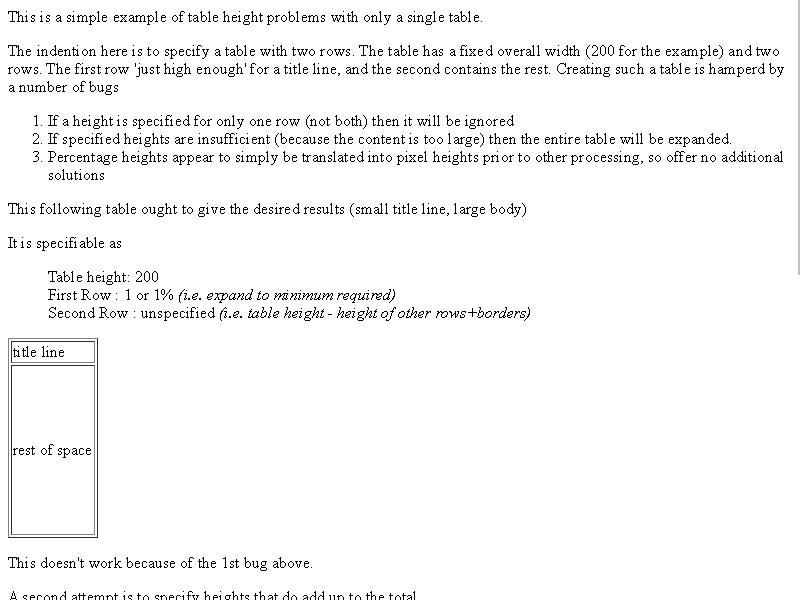 This is a simple example of table height problems with only a single table.
The indention here is to specify a table with two rows. The table has a fixed overall width (200 for the example) and two
rows. The first row 'just high enough' for a title line, and the second contains the rest. Creating such a table is hamperd by
a number of bugs
1. If a height is specified for only one row (not both) then it will be ignored
2. If specified heights are insufficient (because the content is too large) then the entire table will be expanded.
3. Percentage heights appear to simply be translated into pixel heights prior to other processing, so offer no additional
solutions
This following table ought to give the desired results (small title line, large body)
It is specifiable as
Table height: 200
First Row : 1 or 1% (i.e. expand to minimum required)
Second Row : unspecified (i.e. table height - height of other rows+borders)
title line
rest of space
This doesn't work because of the 1st bug above.
A second attempt is to specify heights that do add up to the total